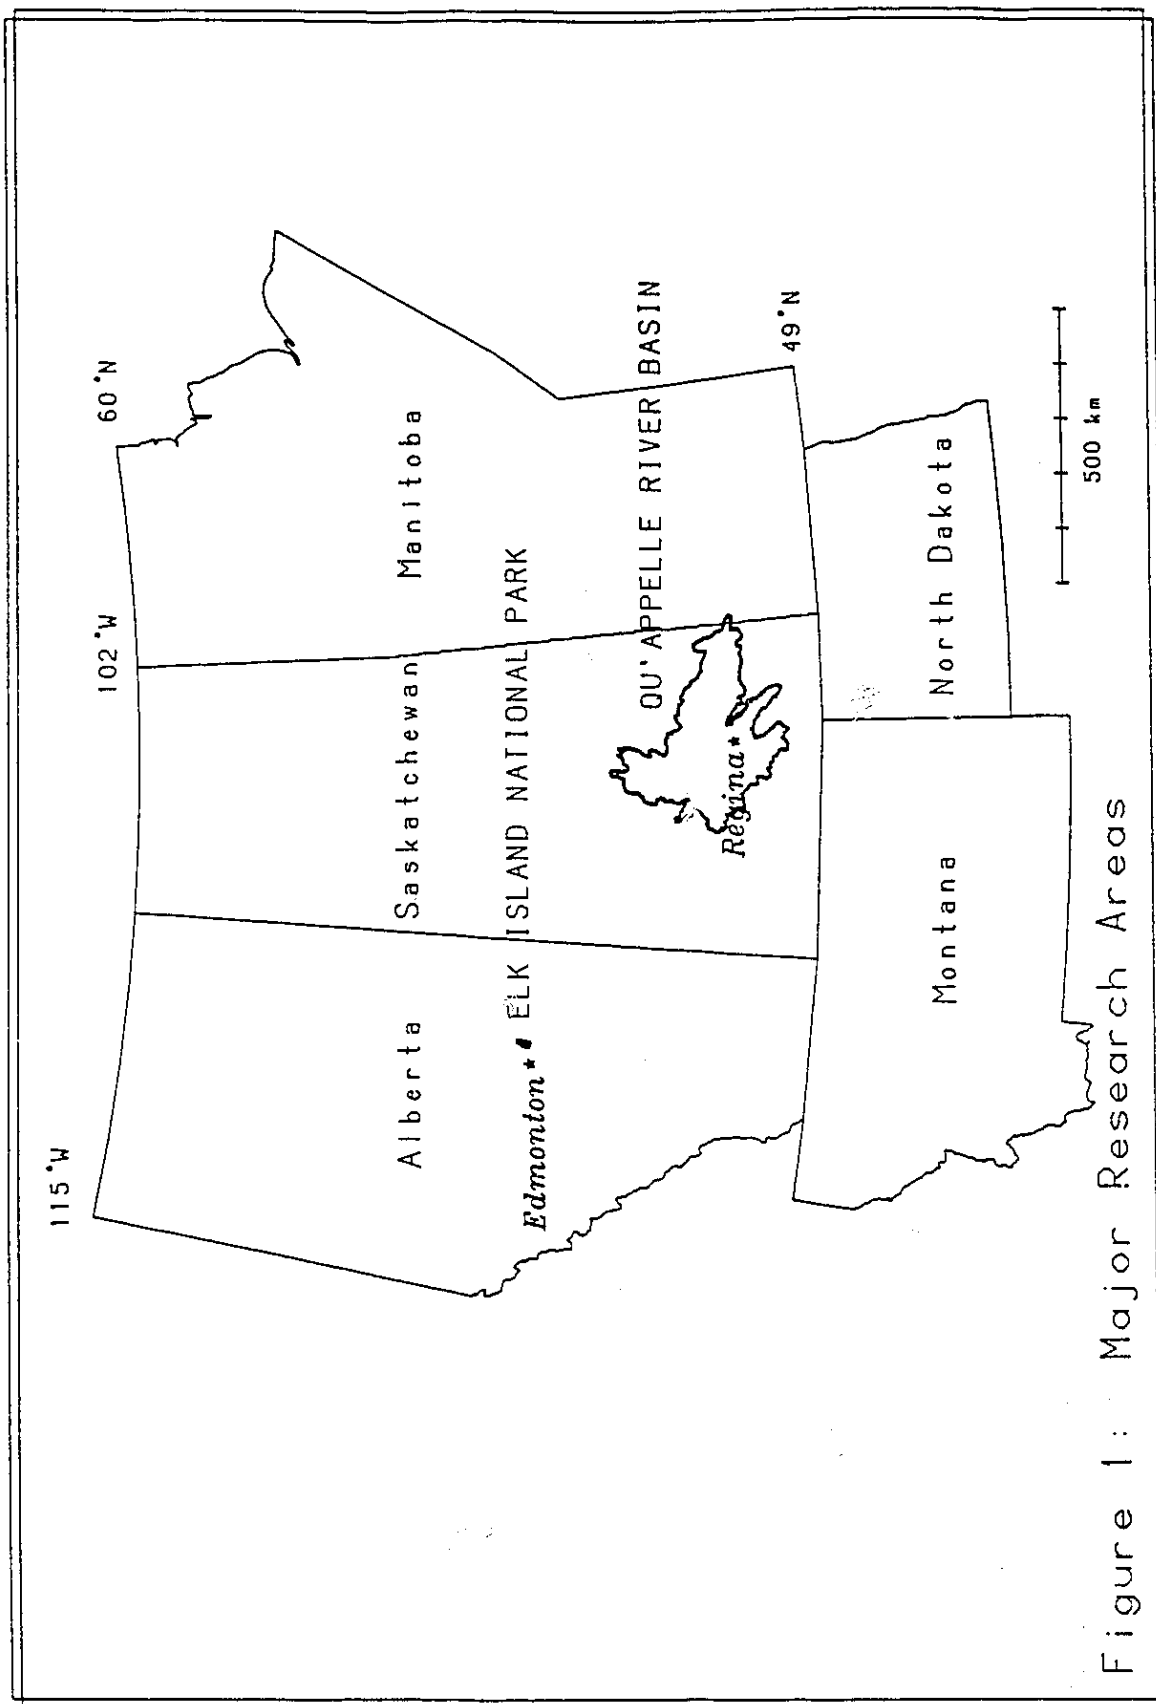 115°W
102°W
60°N
Alberta
Saskatchewan
Manitoba
Edmonton*
ELK ISLAND NATIONAL PARK
QU'APPELLE RIVER BASIN
Regina*
49°N
Montana
North Dakota
500 km
Figure 1: Major Research Areas